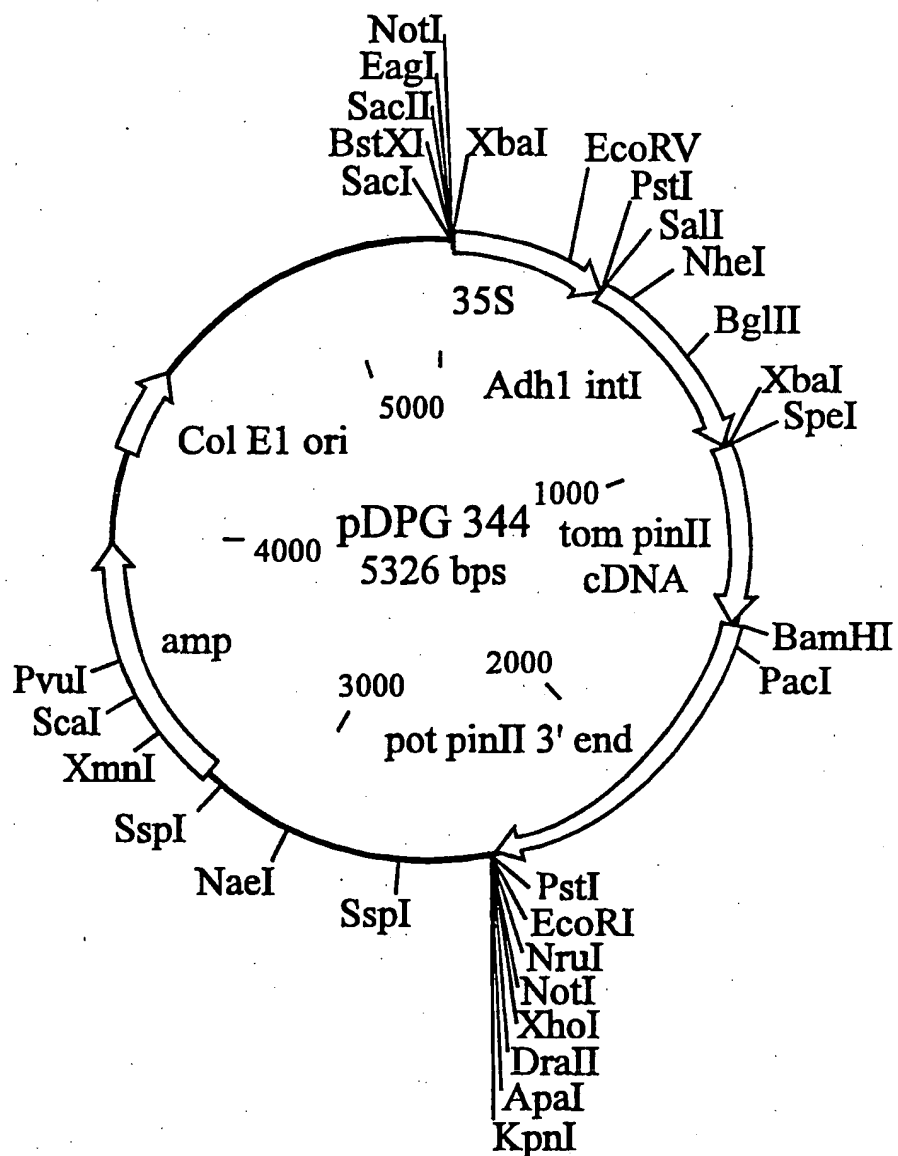 NotI
EagI
SacII
BstXI
SacI
XbaI
EcoRV
PstI
SalI
NheI
BglII
XbaI
SpeI
35S
Adh1 intI
5000
Col E1 ori
1000
pDPG 344
5326 bps
tom pinII
cDNA
4000
BamHI
PacI
amp
2000
3000
pot pinII 3' end
PvuI
ScaI
XmnI
SspI
NaeI
SspI
PstI
EcoRI
NruI
NotI
XhoI
DraII
ApaI
KpnI